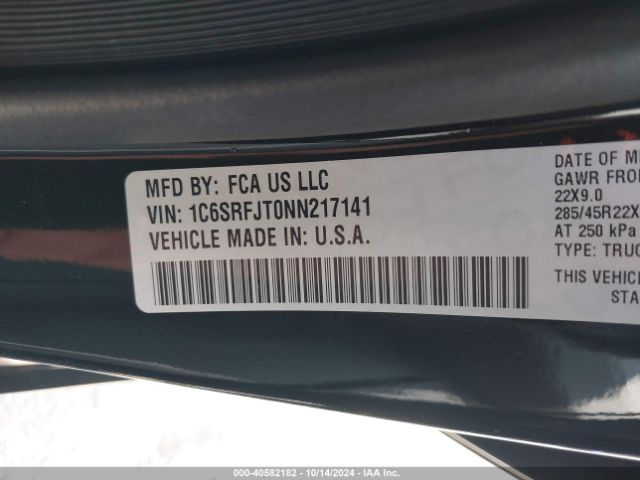 MFD BY: FCA US LLC
VIN: 1C6SRFJT0NN217141
VEHICLE MADE IN: U.S.A.
DATE OF M
GAWR FRO
22X9.0
285/45R22X
AT 250 kPa
TYPE: TRUC
THIS VEHIC
STA
000-40582182 - 10/14/2024 - IAA Inc.